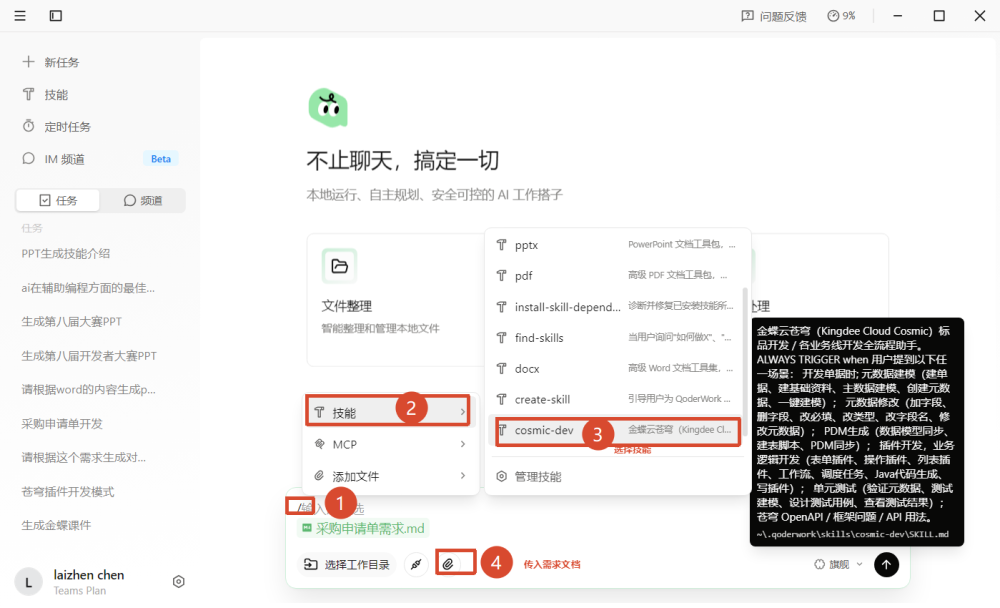 问题反馈
9%
新任务
技能
定时任务
IM 频道
Beta
任务
频道
任务
PPT生成技能介绍
ai在辅助编程方面的最佳...
生成第八届大赛PPT
生成第八届开发者大赛PPT
请根据word的内容生成p...
采购申请单开发
请根据这个需求生成对...
苍穹插件开发模式
生成金蝶课件
L
laizhen chen
Teams Plan
不止聊天，搞定一切
本地运行、自主规划、安全可控的 AI 工作搭子
文件整理
智能整理和管理本地文件
处理
pptx
PowerPoint 文档工具包，...
pdf
高级 PDF 文档工具包，...
install-skill-depend...
诊断并修复已安装技能所...
find-skills
当用户询问"如何做X"、"...
docx
高级 Word 文档工具集，...
create-skill
引导用户为 QoderWork ...
cosmic-dev
3
金蝶云苍穹（Kingdee Cl...
选择技能
管理技能
技能
2
MCP
添加文件
金蝶云苍穹（Kingdee Cloud Cosmic）标
品开发 / 各业务线开发全流程助手。
ALWAYS TRIGGER when 用户提到以下任
一场景： 开发单据时; 元数据建模（建单
据、建基础资料、主数据建模、创建元数
据、一键建模）； 元数据修改（加字段、
删字段、改必填、改类型、改字段名、修
改元数据）； PDM生成（数据模型同步、
建表脚本、PDM同步）； 插件开发，业务
逻辑开发（表单插件、操作插件、列表插
件、工作流、调度任务、Java代码生成、
写插件）； 单元测试（验证元数据、测试
建模、设计测试用例、查看测试结果）；
苍穹 OpenAPI / 框架问题 / API 用法。
~\.qoderwork\skills\cosmic-dev\SKILL.md
/输入
1
选
采购申请单需求.md
选择工作目录
4
传入需求文档
旗舰